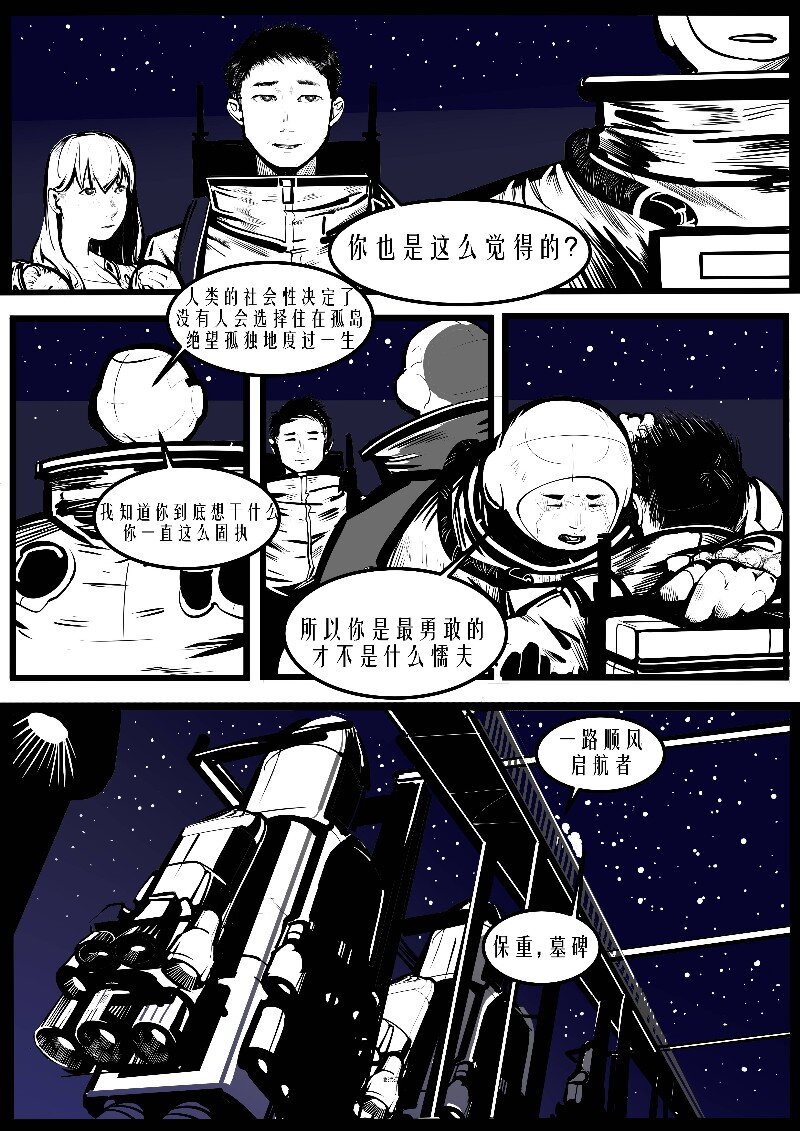 你也是这么觉得的?
人类的社会性决定了
没有人会选择住在孤岛
绝望孤独地度过一生
我知道你到底想干什么
你一直这么固执
所以你是最勇敢的
才不是什么懦夫
一路顺风
启航者
保重,墓碑